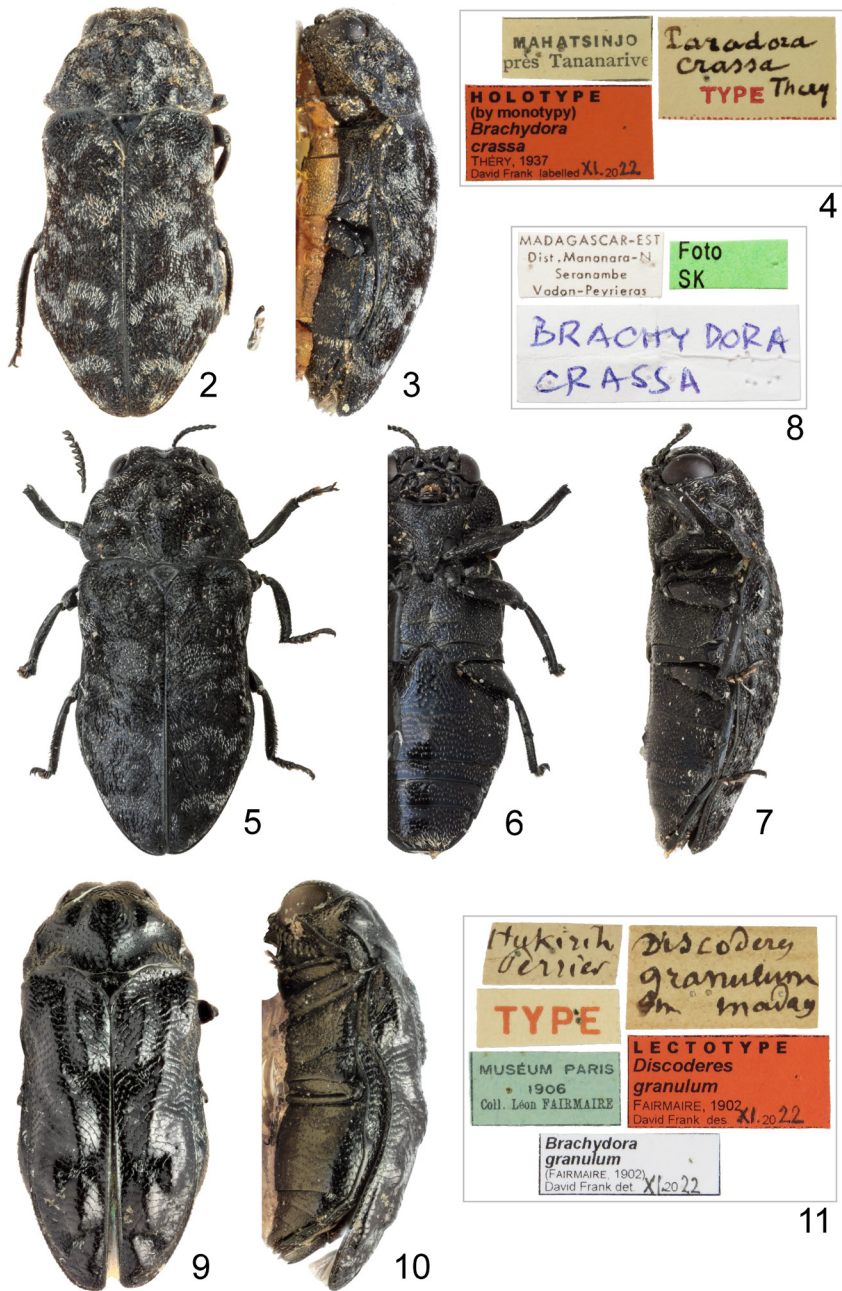 MAHATSINJO
près Tananarive
HOLOTYPE
(by monotypy)
Brachydora
crassa
THÉRY, 1937
David Frank labelled XI. 2022
Paradora
crassa
TYPE Théry
4
2
3
MADAGASCAR-EST
Dist. Mananara-N
Seranambe
Vadon-Peyrieras
Foto
SK
BRACHYDORA
CRASSA
8
5
6
7
Perrier
TYPE
MUSÉUM PARIS
1906
Coll. Léon FAIRMAIRE
Discoderes
granulum
madag
LECTOTYPE
Discoderes
granulum
FAIRMAIRE, 1902
David Frank des. XI. 2022
Brachydora
granulum
(FAIRMAIRE, 1902)
David Frank det. XI. 2022
9
10
11